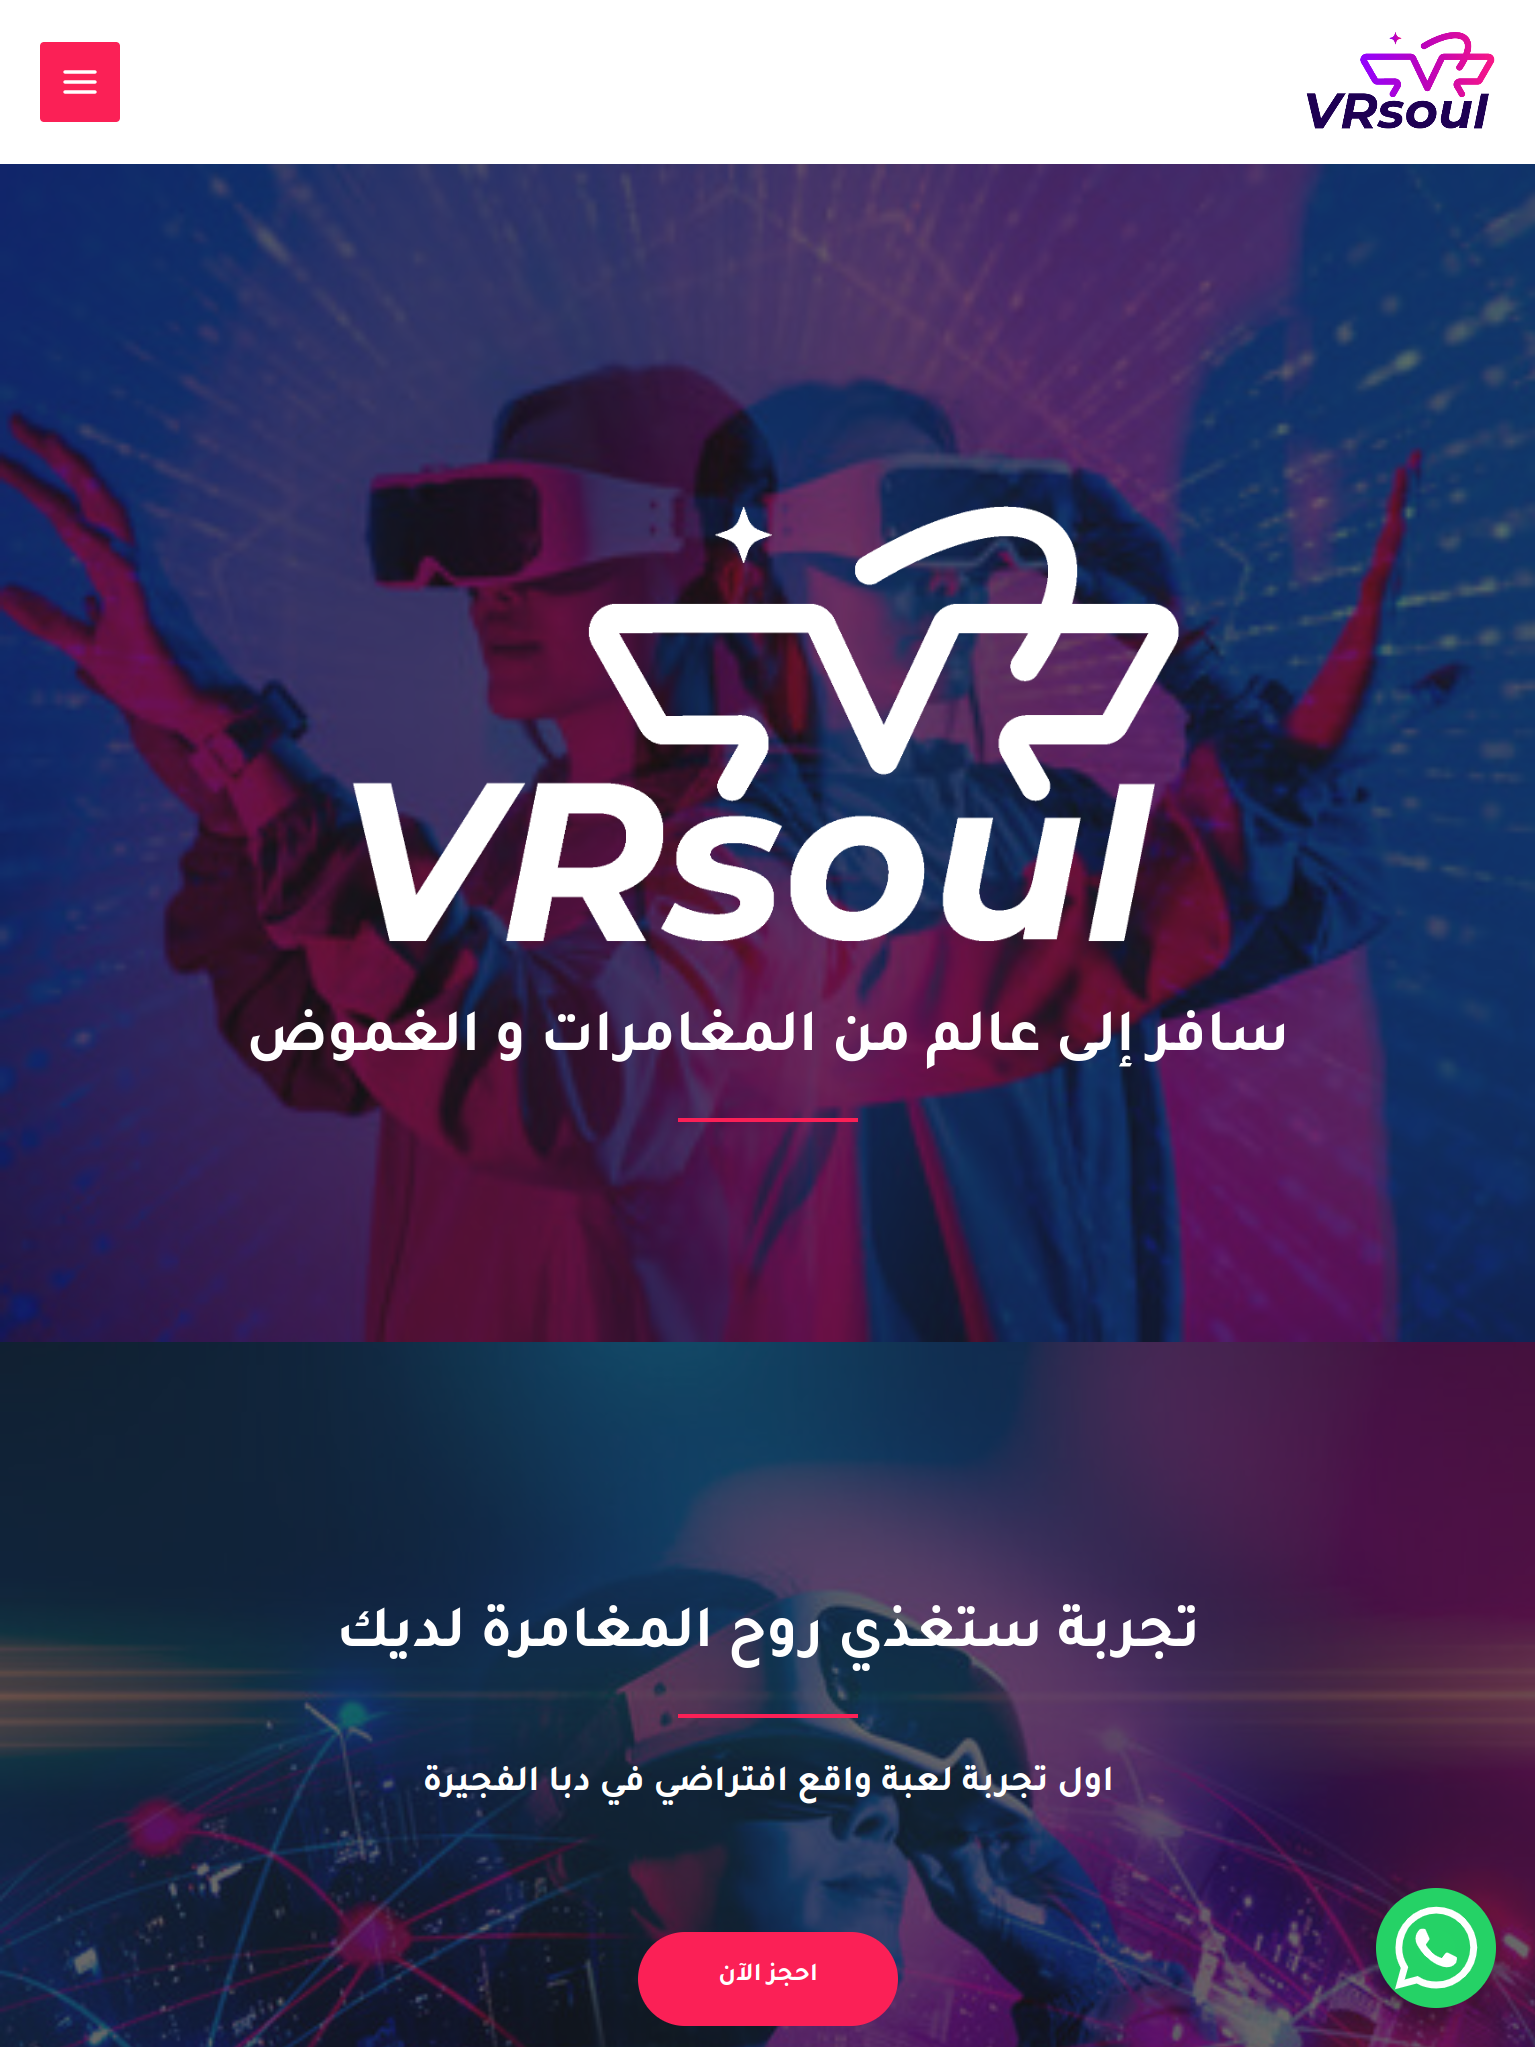 VRsoul
VRsoul
سافر إلى عالم من المغامرات و الغموض
تجربة ستغذي روح المغامرة لديك
اول تجربة لعبة واقع افتراضي في دبا الفجيرة
احجز الآن